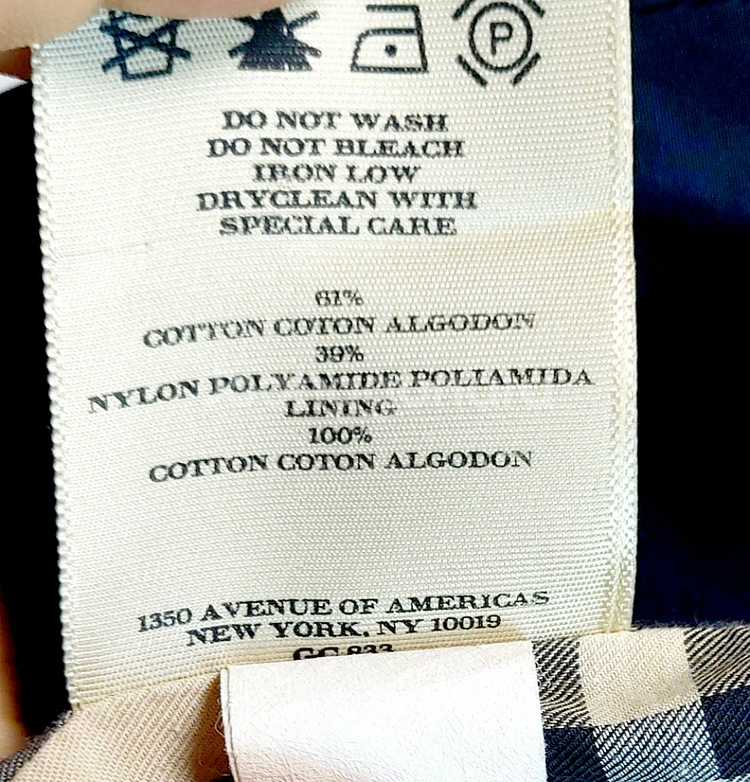 P
DO NOT WASH
DO NOT BLEACH
IRON LOW
DRYCLEAN WITH
SPECIAL CARE
61%
COTTON COTON ALGODON
39%
NYLON POLYAMIDE POLIAMIDA
LINING
100%
COTTON COTON ALGODON
1350 AVENUE OF AMERICAS
NEW YORK, NY 10019